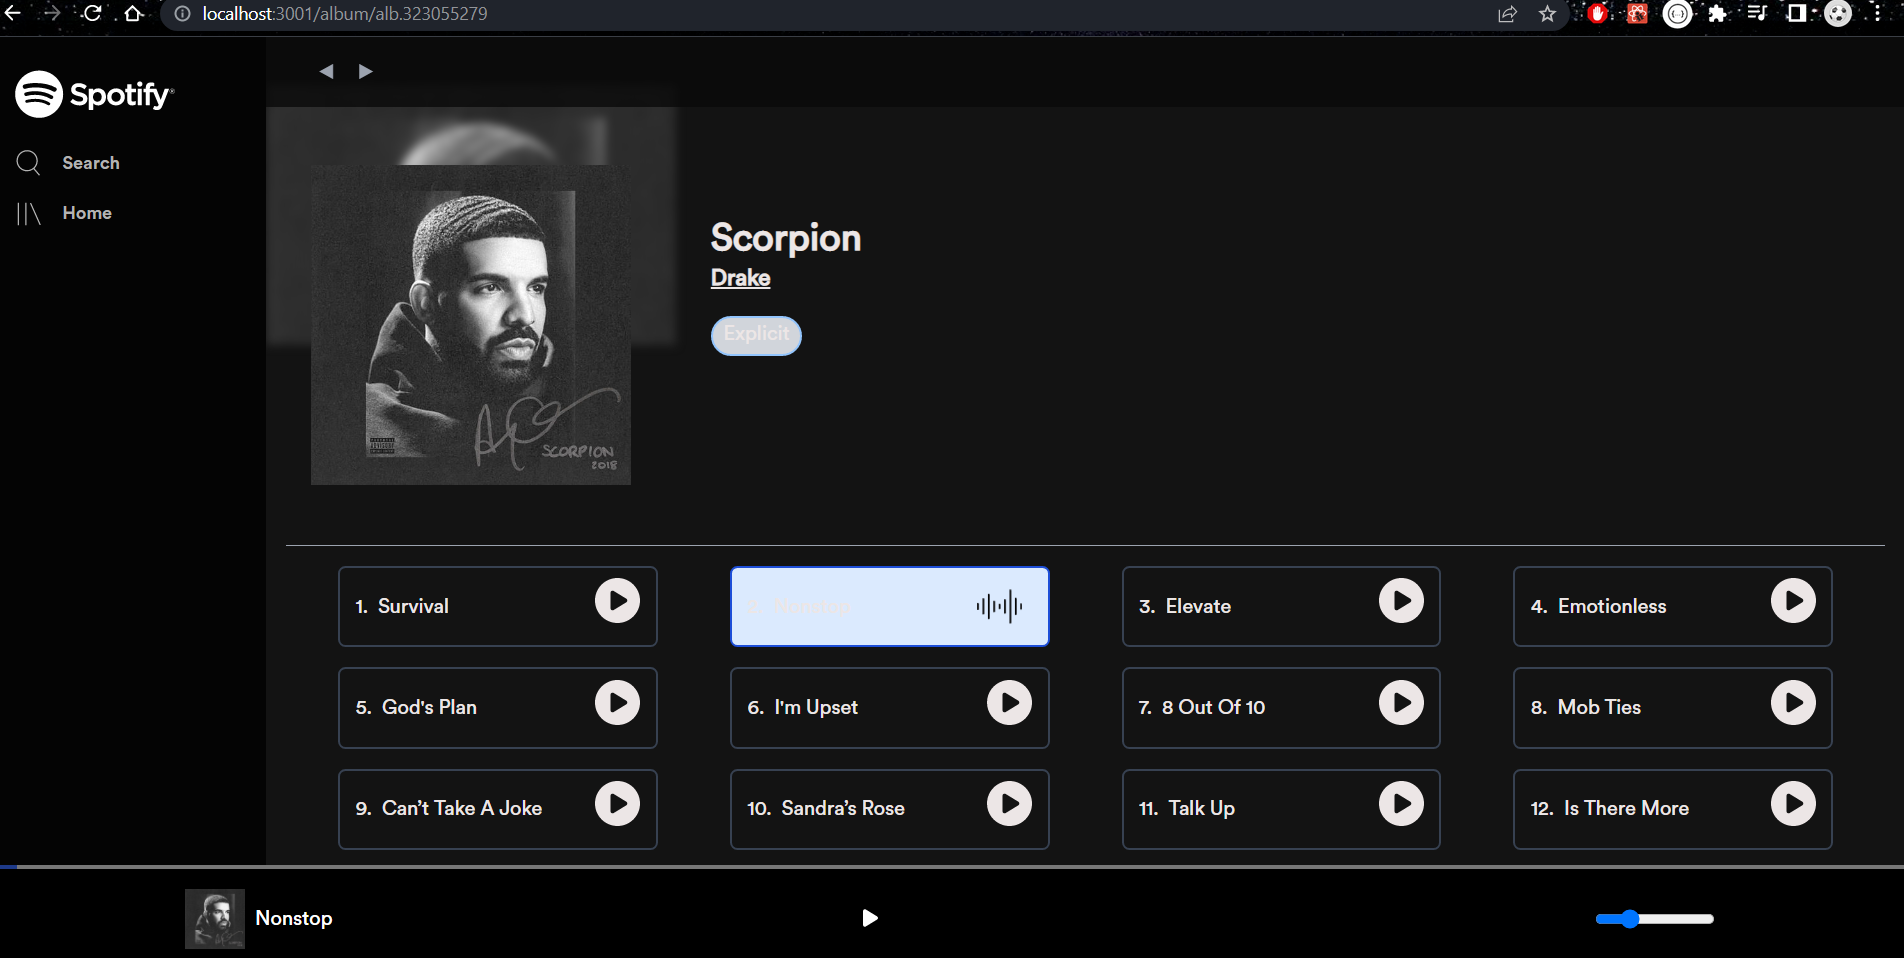 localhost:3001/album/alb.323055279
Spotify®
Search
Home
SCORPION
2018
Scorpion
Drake
Explicit
1. Survival
2. Nonstop
3. Elevate
4. Emotionless
5. God's Plan
6. I'm Upset
7. 8 Out Of 10
8. Mob Ties
9. Can’t Take A Joke
10. Sandra’s Rose
11. Talk Up
12. Is There More
Nonstop